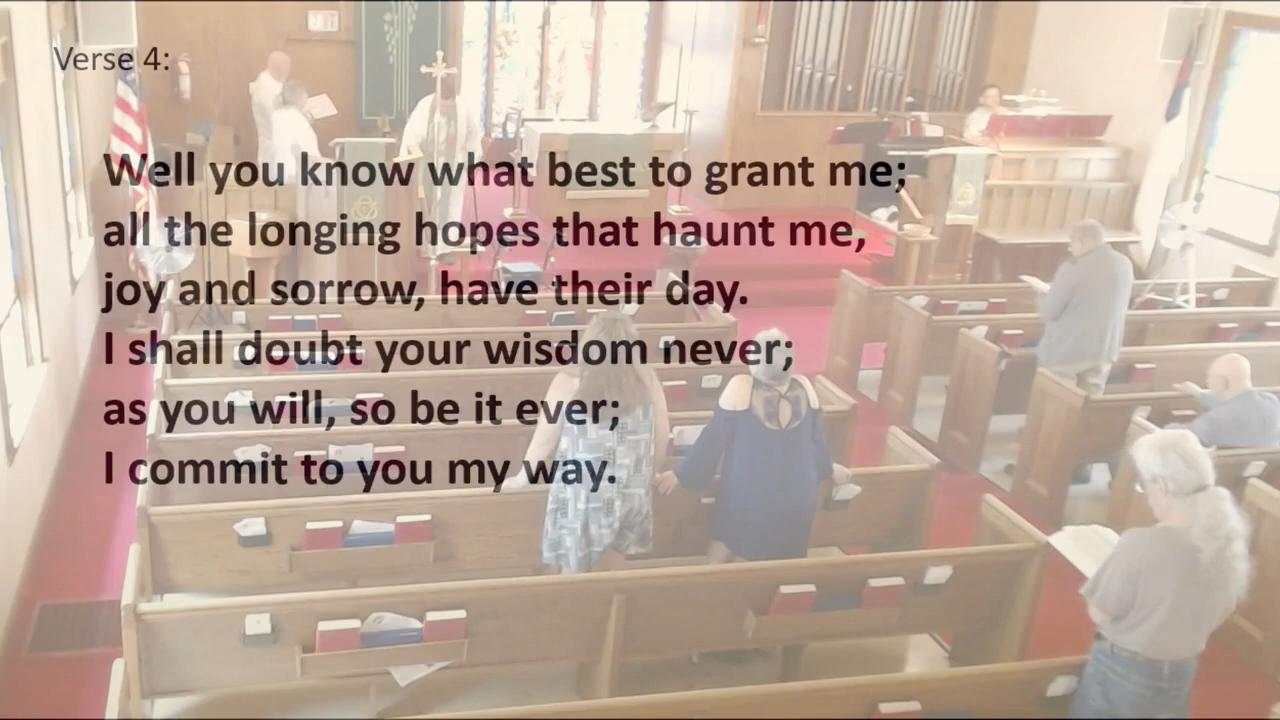 Verse 4:
Well you know what best to grant me;
all the longing hopes that haunt me,
joy and sorrow, have their day.
I shall doubt your wisdom never;
as you will, so be it ever;
I commit to you my way.